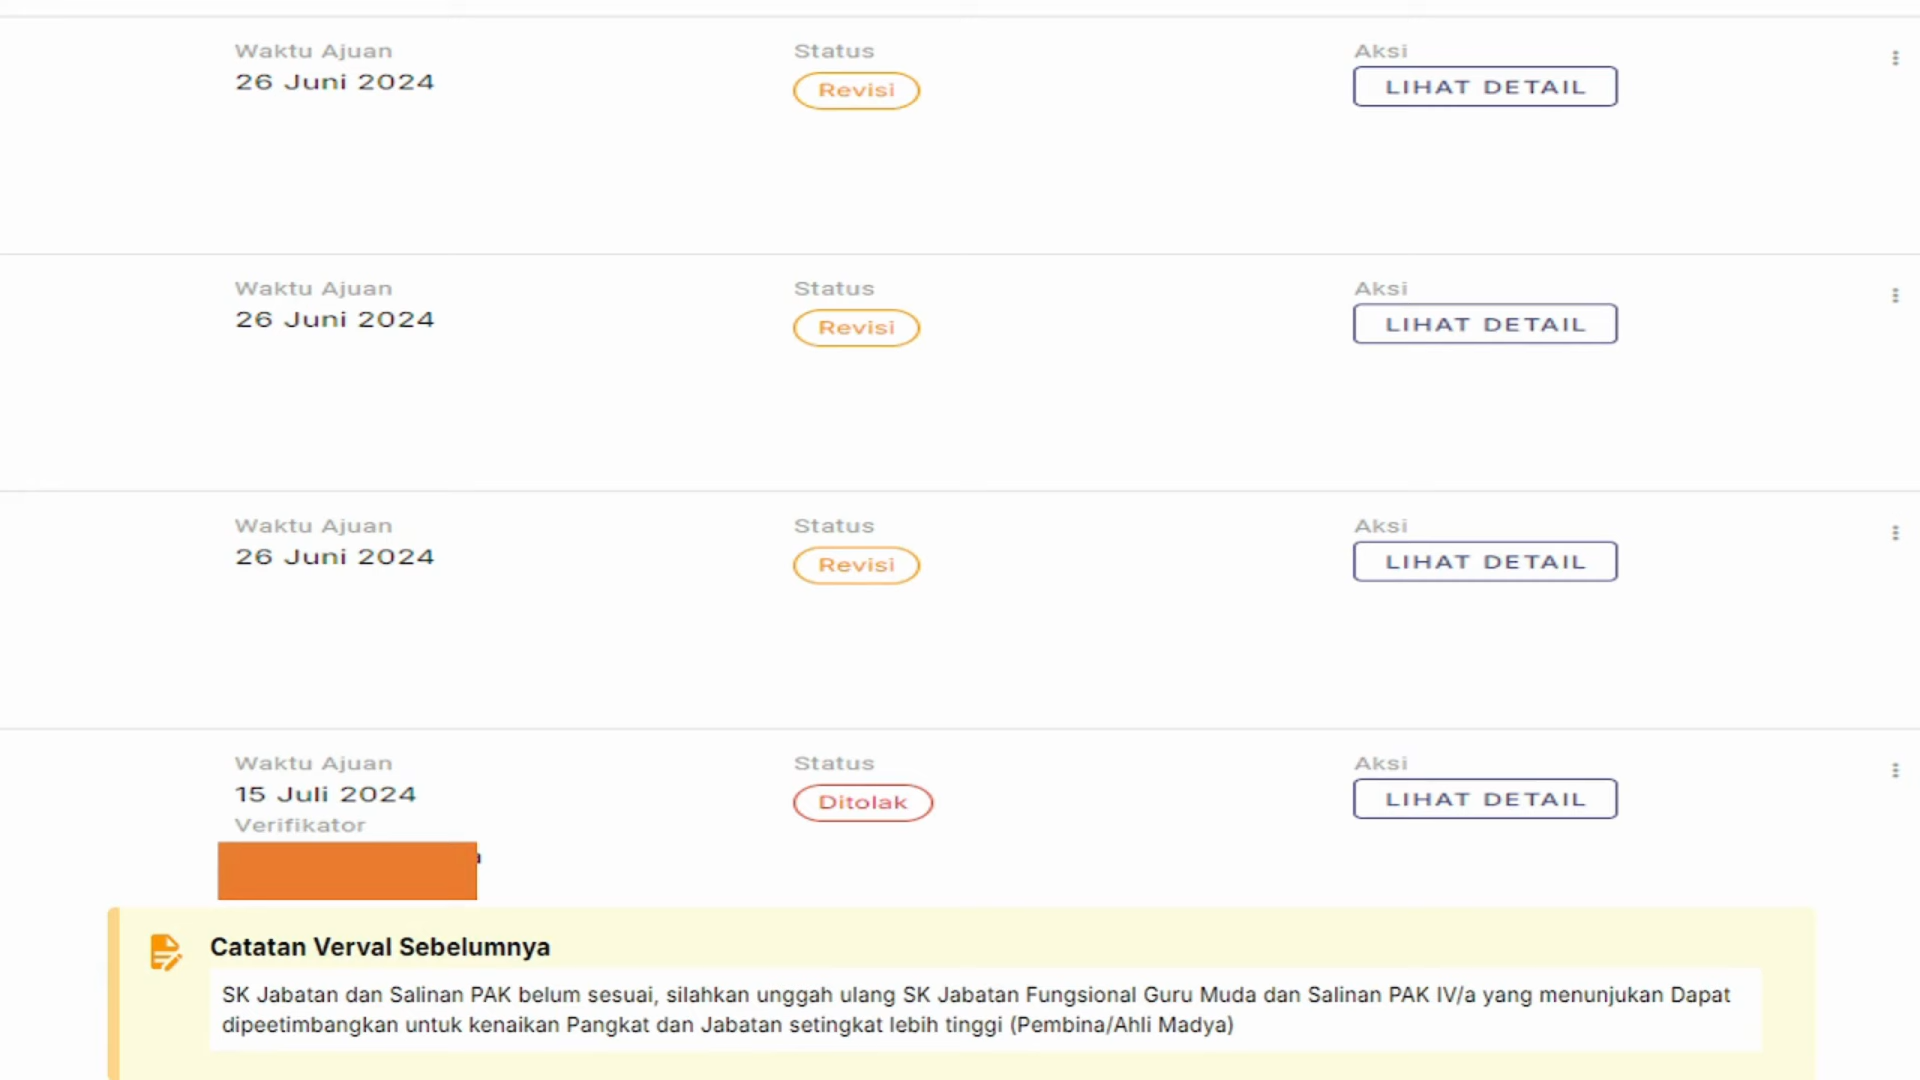 Waktu Ajuan Status Aksi
26 Juni 2024 Revisi LIHAT DETAIL
Waktu Ajuan Status Aksi
26 Juni 2024 Revisi LIHAT DETAIL
Waktu Ajuan Status Aksi
26 Juni 2024 Revisi LIHAT DETAIL
Waktu Ajuan Status Aksi
15 Juli 2024 Ditolak LIHAT DETAIL
Verifikator
Catatan Verval Sebelumnya
SK Jabatan dan Salinan PAK belum sesuai, silahkan unggah ulang SK Jabatan Fungsional Guru Muda dan Salinan PAK IV/a yang menunjukan Dapat
dipeetimbangkan untuk kenaikan Pangkat dan Jabatan setingkat lebih tinggi (Pembina/Ahli Madya)